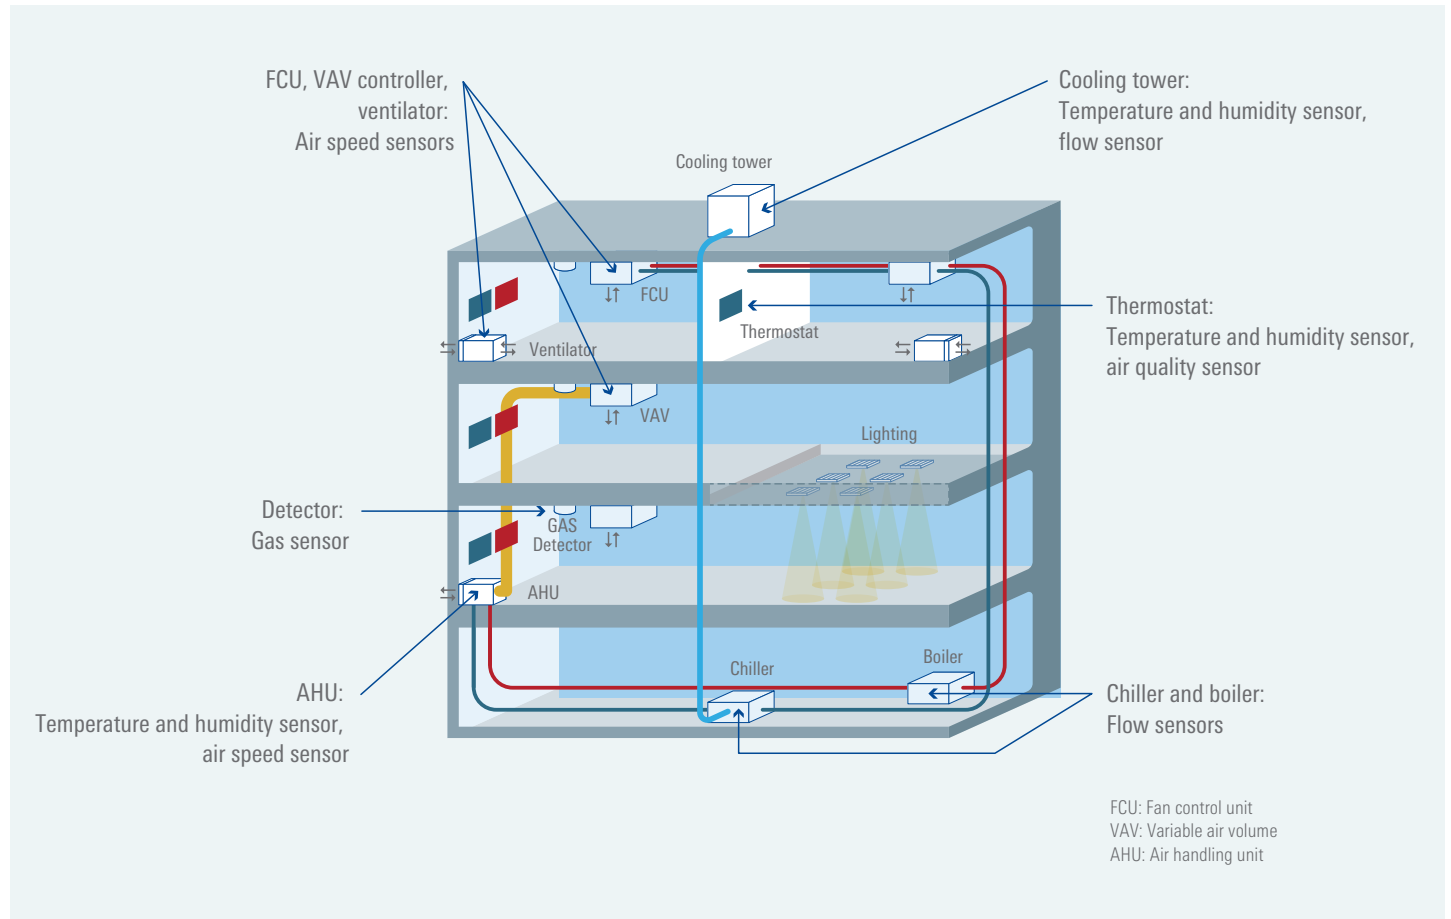 FCU, VAV controller,
ventilator:
Air speed sensors
Cooling tower:
Temperature and humidity sensor,
flow sensor
Cooling tower
FCU
Thermostat
Ventilator
Thermostat:
Temperature and humidity sensor,
air quality sensor
VAV
Lighting
Detector:
Gas sensor
GAS
Detector
AHU
Chiller
Boiler
AHU:
Temperature and humidity sensor,
air speed sensor
Chiller and boiler:
Flow sensors
FCU: Fan control unit
VAV: Variable air volume
AHU: Air handling unit